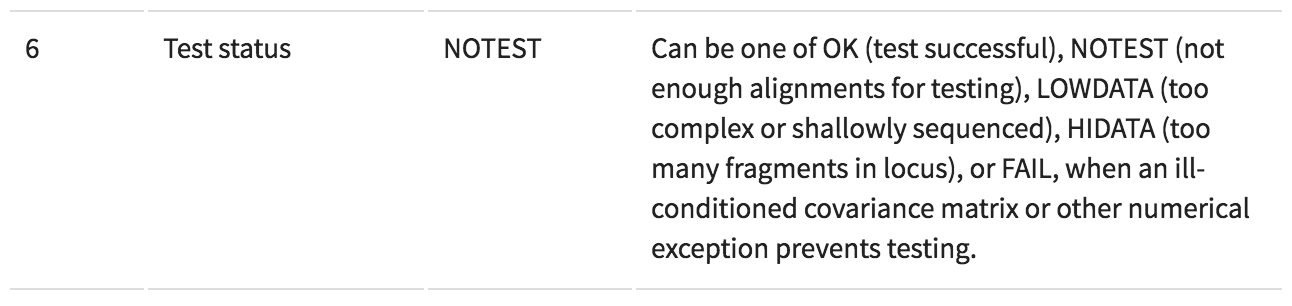 6 Test status NOTEST Can be one of OK (test successful), NOTEST (not
enough alignments for testing), LOWDATA (too
complex or shallowly sequenced), HIDATA (too
many fragments in locus), or FAIL, when an ill-
conditioned covariance matrix or other numerical
exception prevents testing.